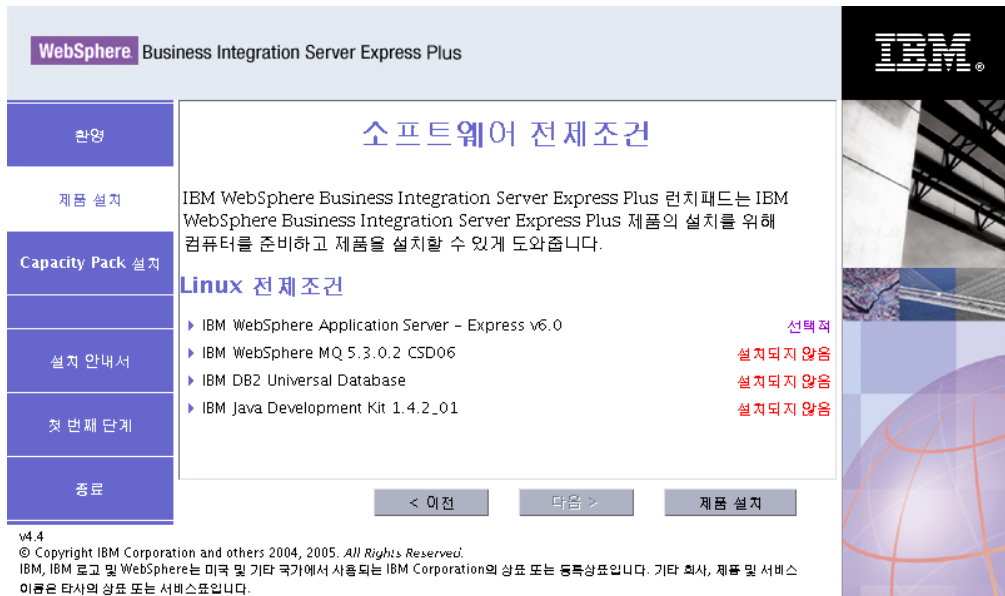 WebSphere. Business Integration Server Express Plus
IBM®
환영
제품 설치
Capacity Pack 설치
설치 안내서
첫 번째 단계
종료
소프트웨어 전제조건
IBM WebSphere Business Integration Server Express Plus 런치패드는 IBM
WebSphere Business Integration Server Express Plus 제품의 설치를 위해
컴퓨터를 준비하고 제품을 설치할 수 있게 도와줍니다.
Linux 전제조건
IBM WebSphere Application Server - Express v6.0 선택적
IBM WebSphere MQ 5.3.0.2 CSD06 설치되지 않음
IBM DB2 Universal Database 설치되지 않음
IBM Java Development Kit 1.4.2_01 설치되지 않음
< 이전
다음 >
제품 설치
v4.4
© Copyright IBM Corporation and others 2004, 2005. All Rights Reserved.
IBM, IBM 로고 및 WebSphere는 미국 및 기타 국가에서 사용되는 IBM Corporation의 상표 또는 등록상표입니다. 기타 회사, 제품 및 서비스
이름은 타사의 상표 또는 서비스표입니다.